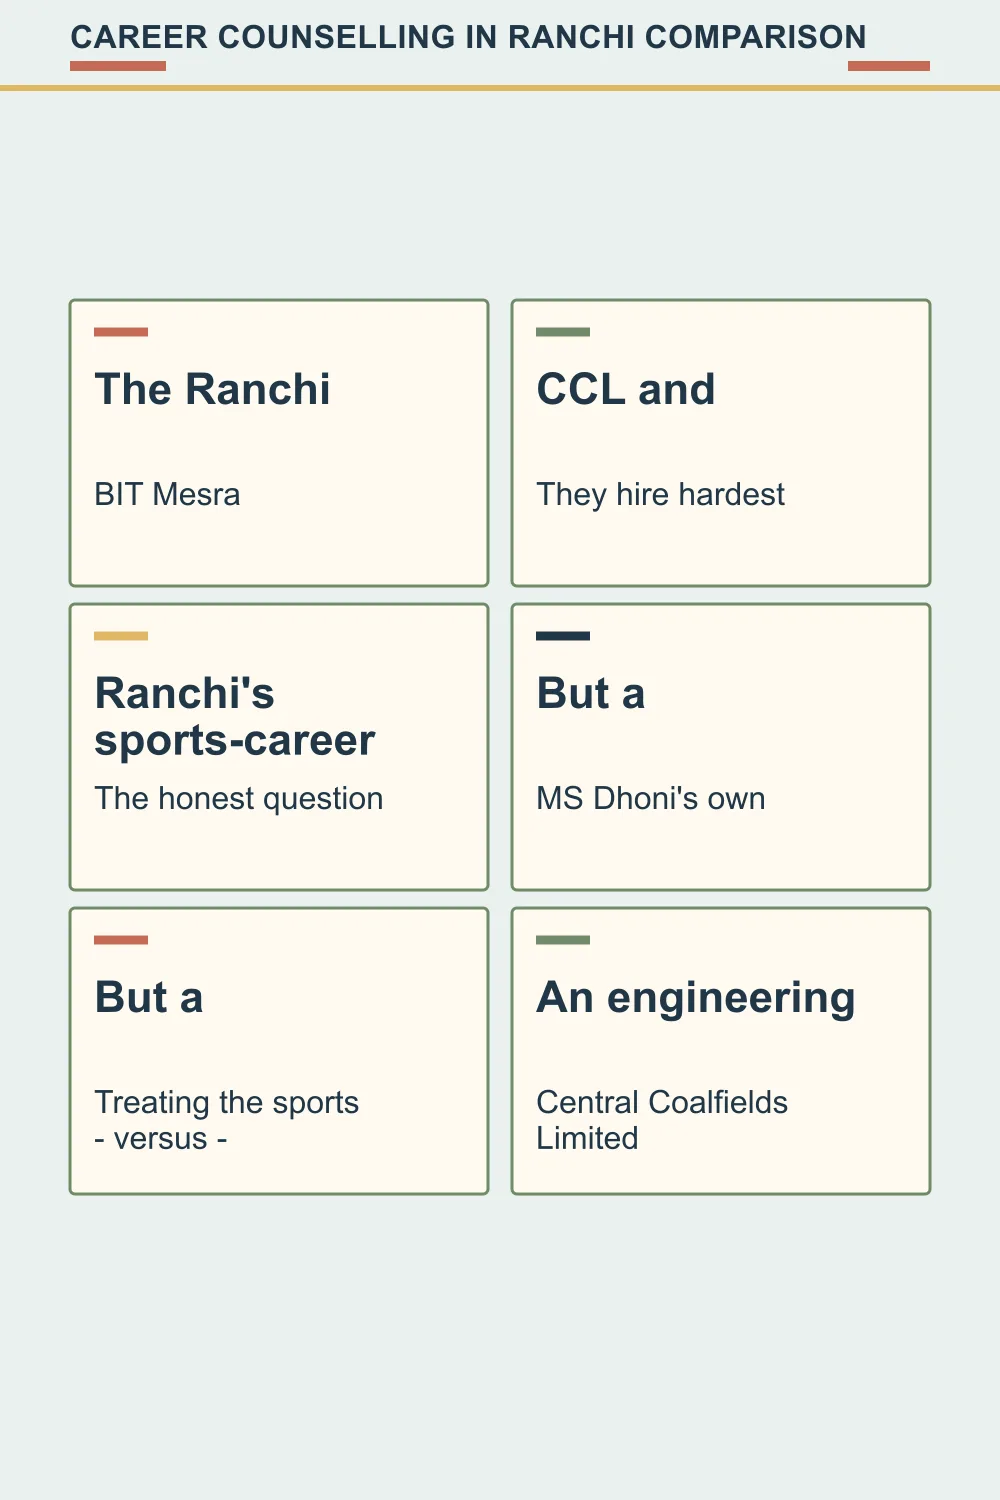 CAREER COUNSELLING IN RANCHI COMPARISON
The Ranchi
BIT Mesra
CCL and
They hire hardest
Ranchi's
sports-career
The honest question
But a
MS Dhoni's own
But a
Treating the sports
- versus -
An engineering
Central Coalfields
Limited